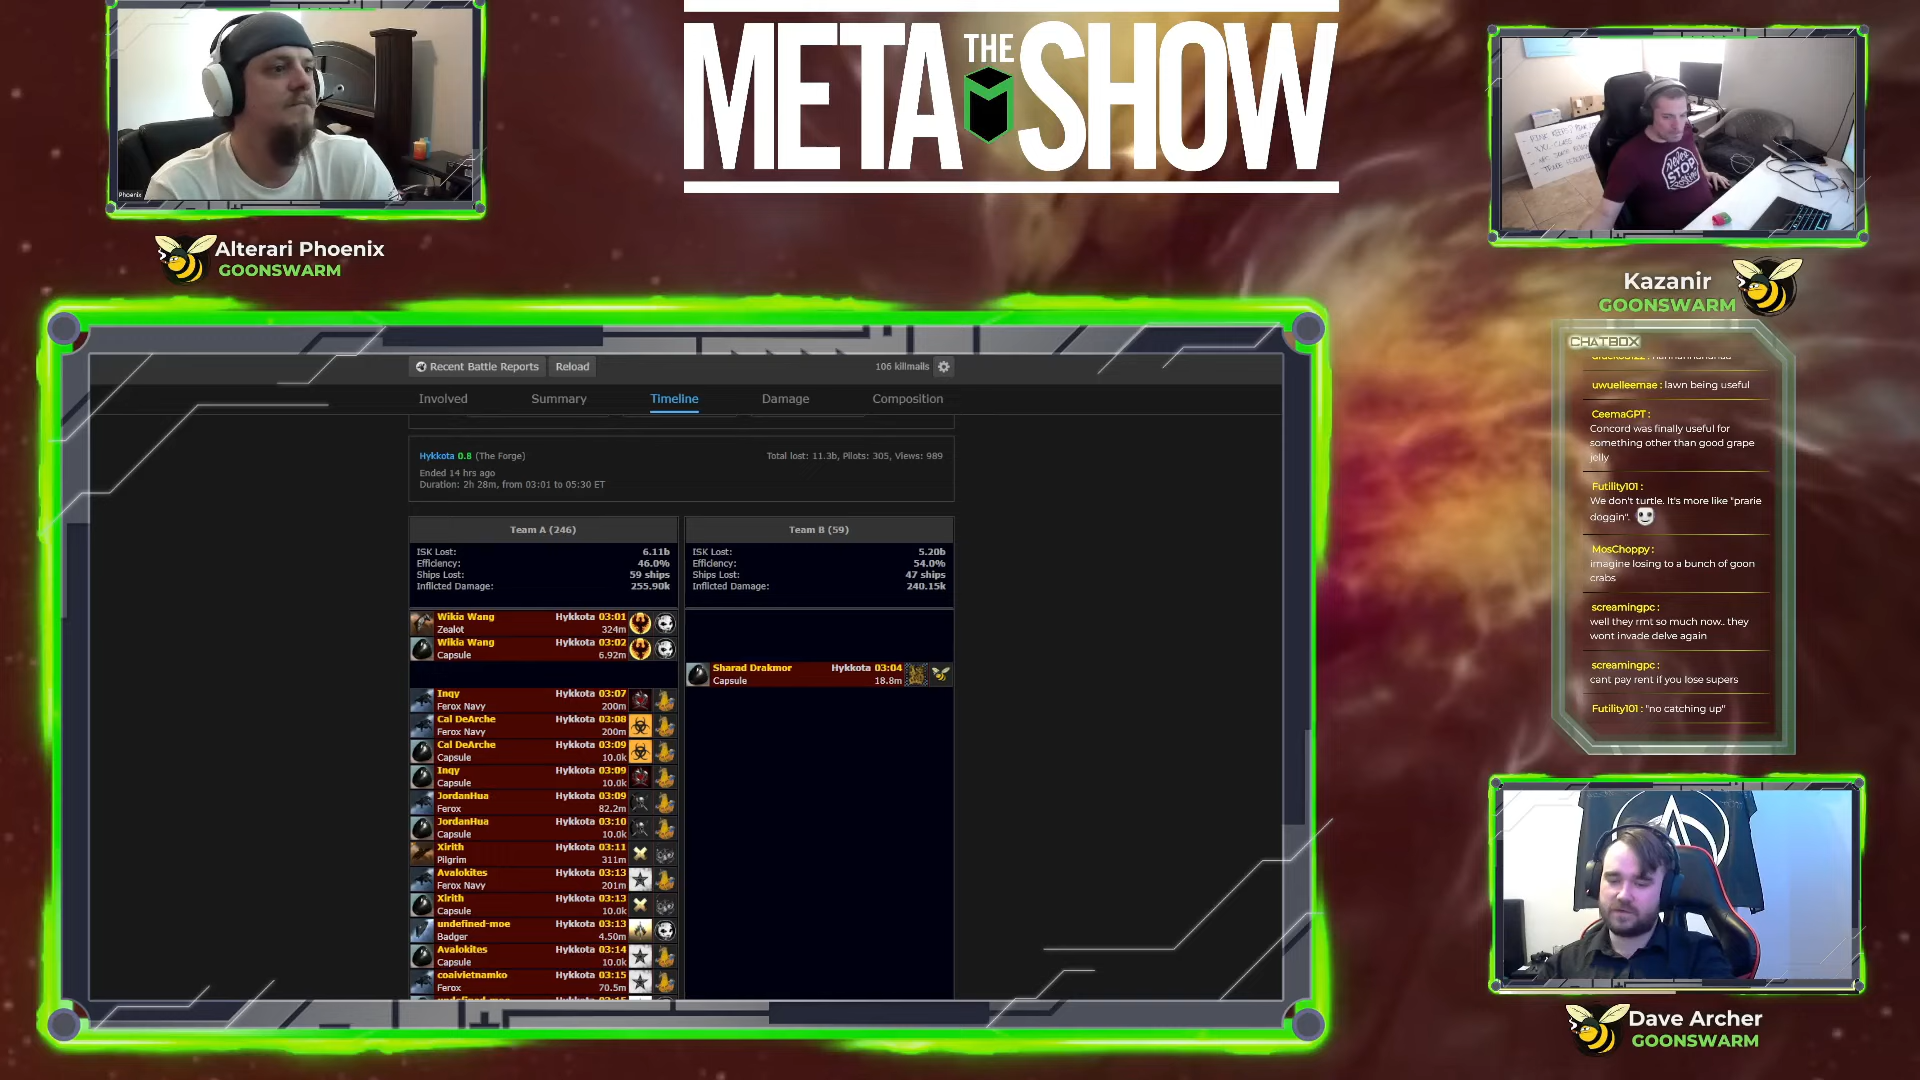 META THE SHOW
Phoenix
Alterari Phoenix
GOONSWARM
NEVER
STOP
Kazanir
GOONSWARM
Recent Battle Reports Reload 106 killmails
Involved Summary Timeline Damage Composition
Hykkota 0.8 (The Forge) Total lost: 11.3b, Pilots: 305, Views: 989
Ended 14 hrs ago
Duration: 2h 28m, from 03:01 to 05:30 ET
Team A (246)
ISK Lost: 6.11b
Efficiency: 46.0%
Ships Lost: 59 ships
Inflicted Damage: 255.90k
Wikia Wang Hykkota 03:01
Zealot 324m
Wikia Wang Hykkota 03:02
Capsule 6.92m
Inqy Hykkota 03:07
Ferox Navy 200m
Cal DeArche Hykkota 03:08
Ferox Navy 200m
Cal DeArche Hykkota 03:09
Capsule 10.0k
Inqy Hykkota 03:09
Capsule 10.0k
JordanHua Hykkota 03:09
Ferox 82.2m
JordanHua Hykkota 03:10
Capsule 10.0k
Xirith Hykkota 03:11
Pilgrim 311m
Avalokites Hykkota 03:13
Ferox Navy 201m
Xirith Hykkota 03:13
Capsule 10.0k
undefined-moe Hykkota 03:13
Badger 4.50m
Avalokites Hykkota 03:14
Capsule 10.0k
coaivietnamko Hykkota 03:15
Ferox 70.5m
Team B (59)
ISK Lost: 5.20b
Efficiency: 54.0%
Ships Lost: 47 ships
Inflicted Damage: 240.15k
Sharad Drakmor Hykkota 03:04
Capsule 18.8m
CHATBOX
uwuelleemae : lawn being useful
CeemaGPT :
Concord was finally useful for
something other than good grape
jelly
Futility101 :
We don't turtle. It's more like "prarie
doggin".
MosChoppy :
imagine losing to a bunch of goon
crabs
screamingpc :
well they rmt so much now.. they
wont invade delve again
screamingpc :
cant pay rent if you lose supers
Futility101 : "no catching up"
Dave Archer
GOONSWARM